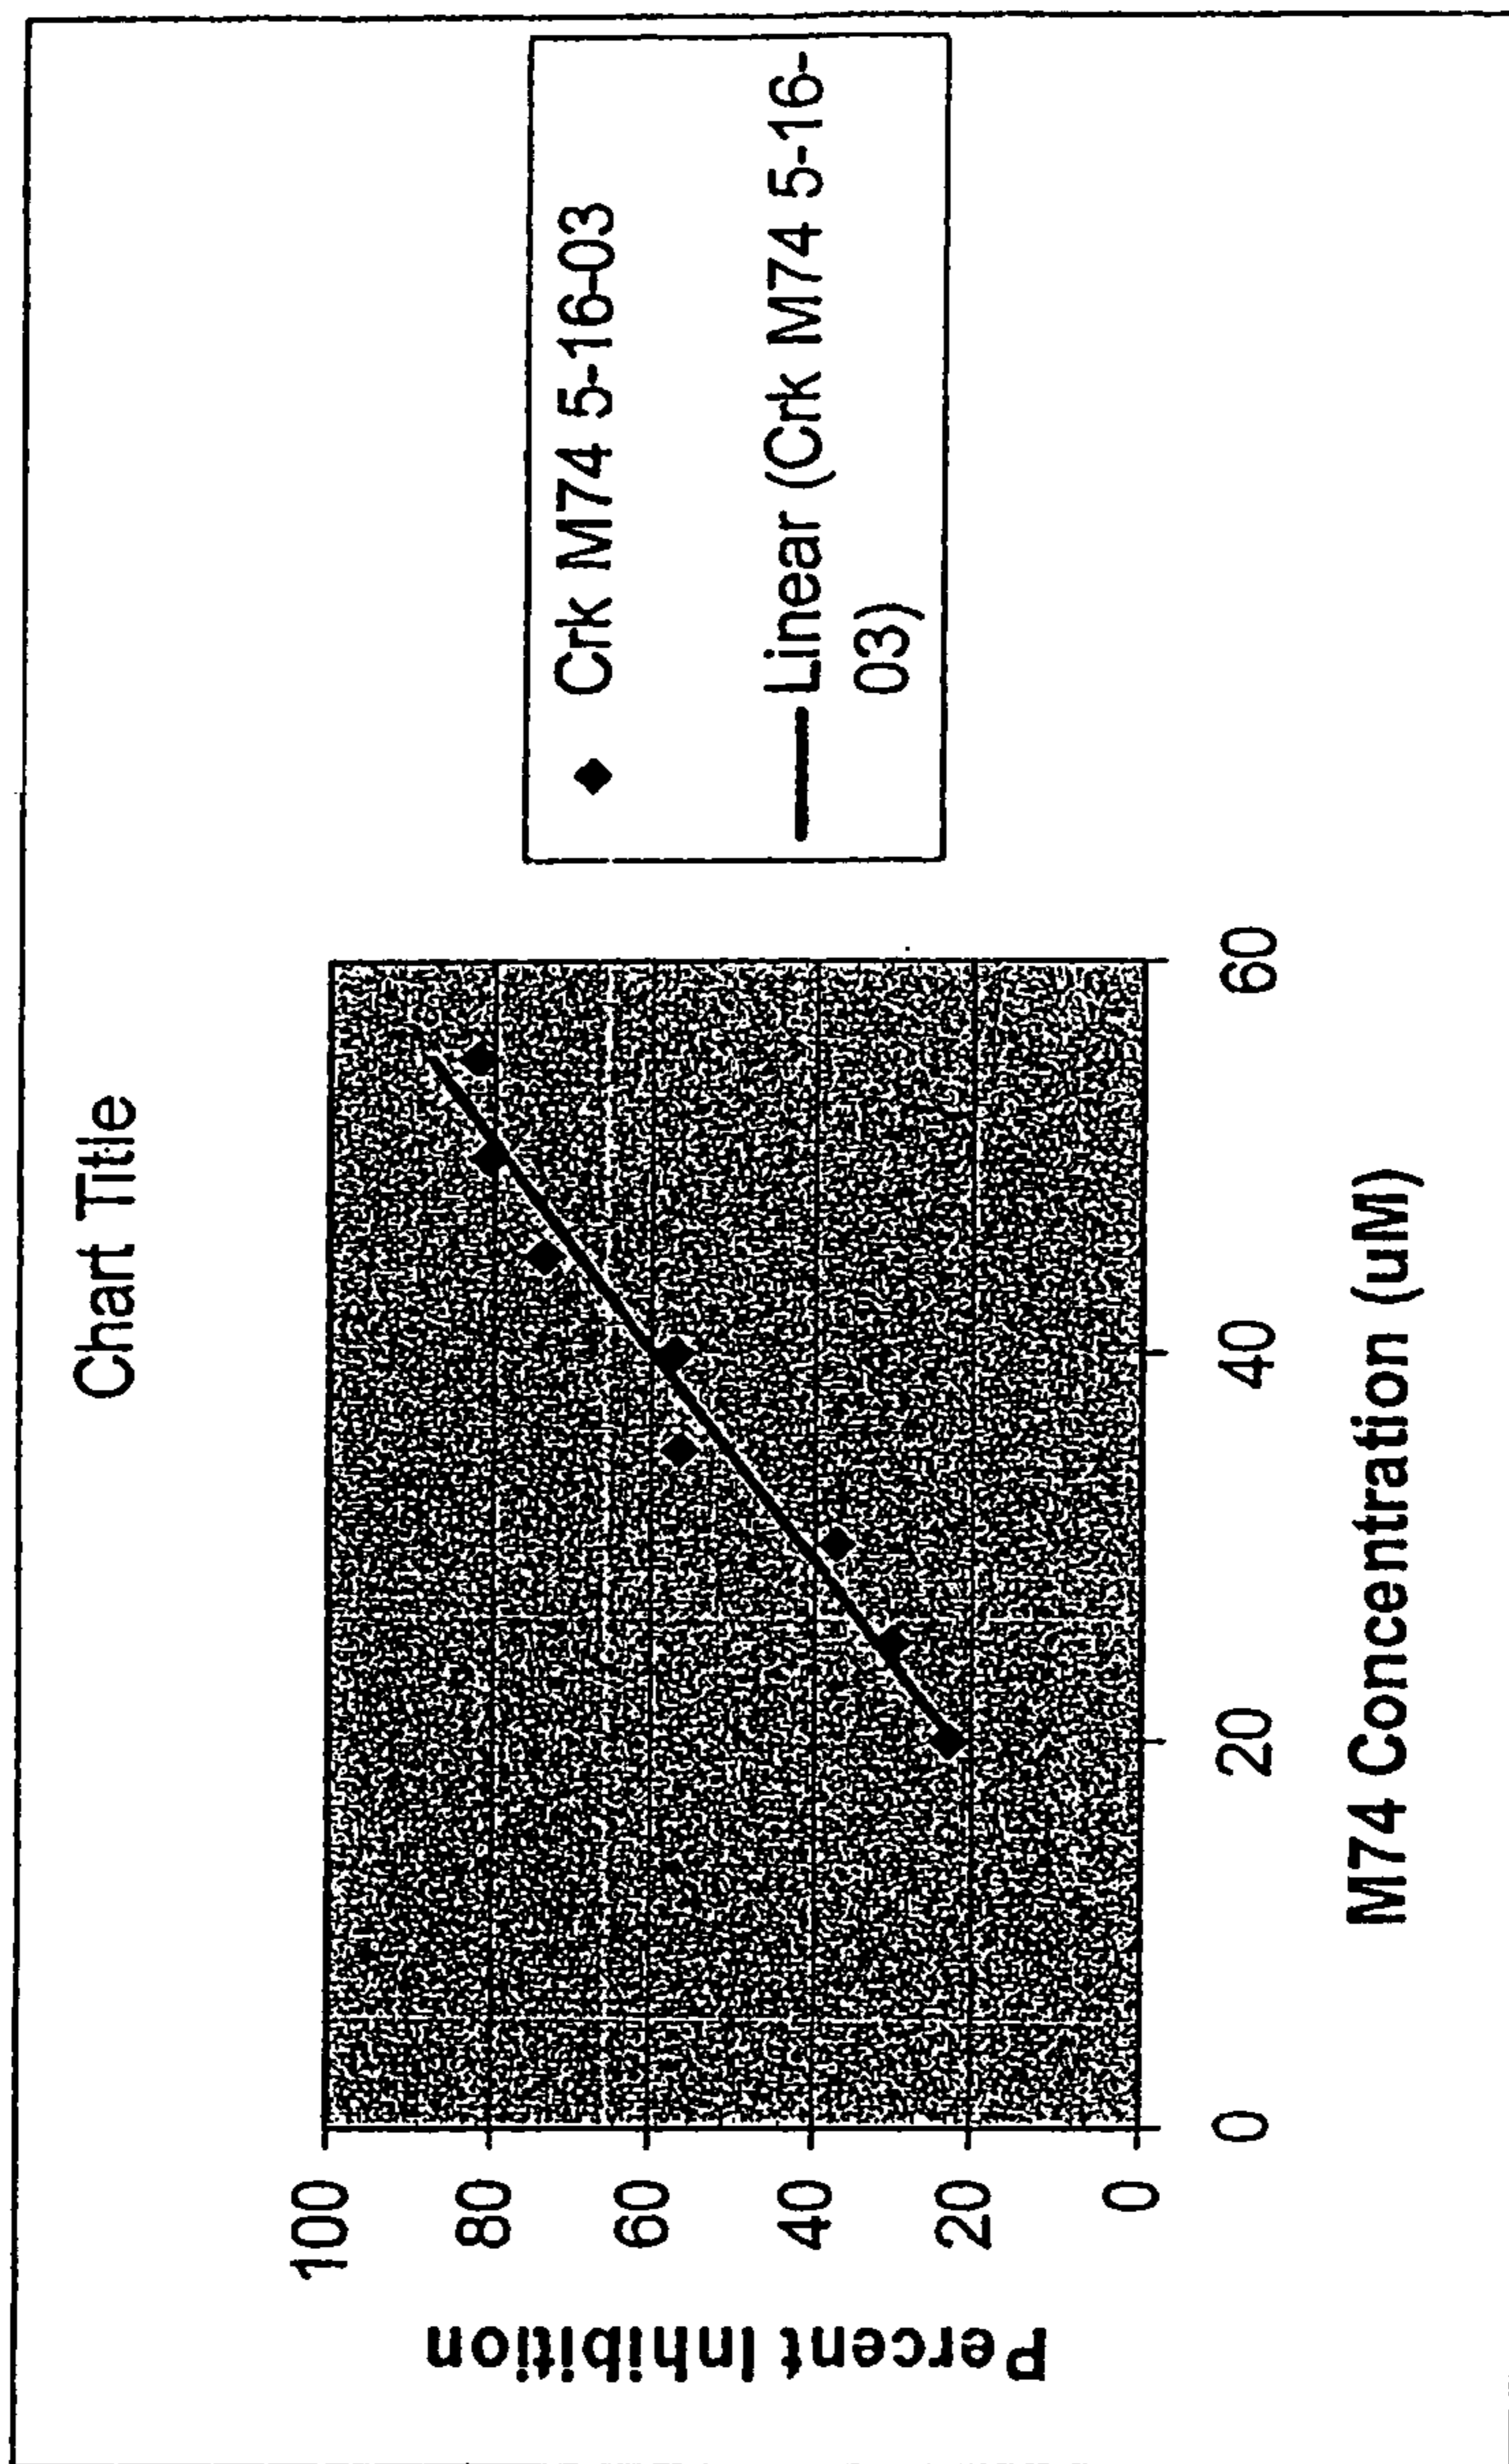 Chart Title
Percent Inhibition
100
80
60
40
20
0
0
20
40
60
M74 Concentration (uM)
Crk M74 5-16-03
Linear (Crk M74 5-16-
03)